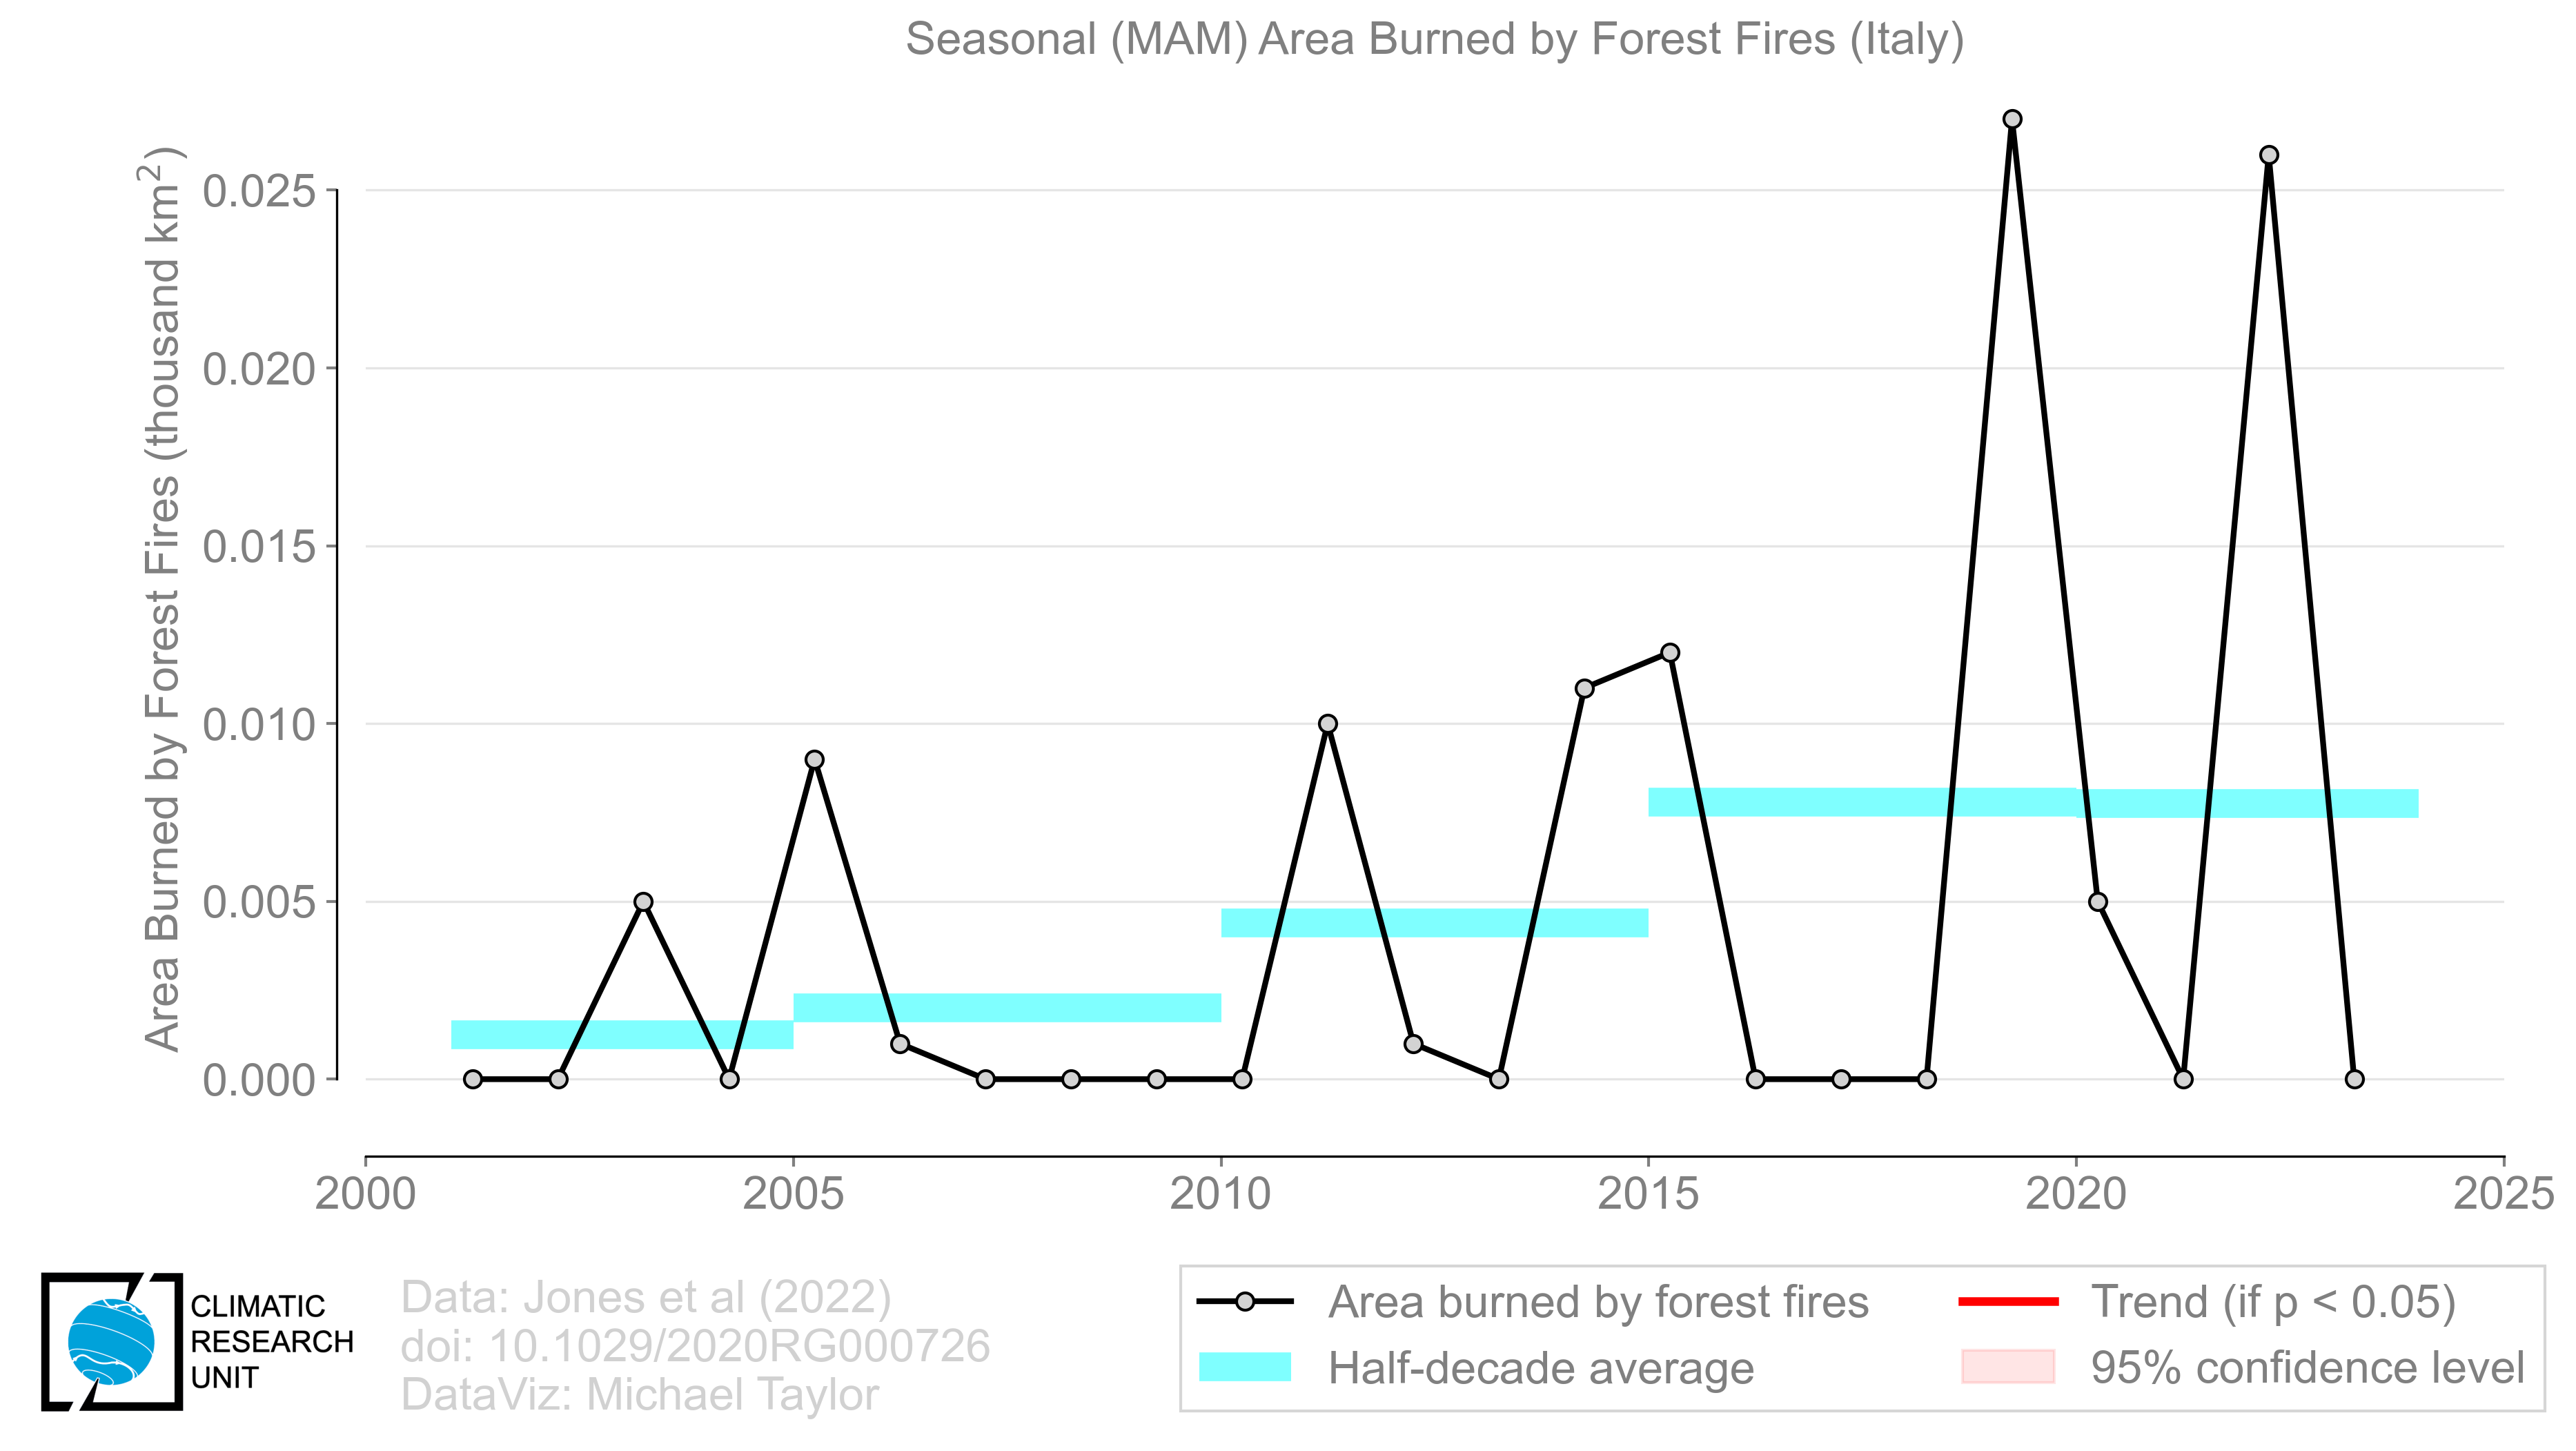 Seasonal (MAM) Area Burned by Forest Fires (Italy)
Area Burned by Forest Fires (thousand km²)
0.025
0.020
0.015
0.010
0.005
0.000
2000 2005 2010 2015 2020 2025
CLIMATIC
RESEARCH
UNIT
Data: Jones et al (2022)
doi: 10.1029/2020RG000726
DataViz: Michael Taylor
Area burned by forest fires
Half-decade average
Trend (if p < 0.05)
95% confidence level